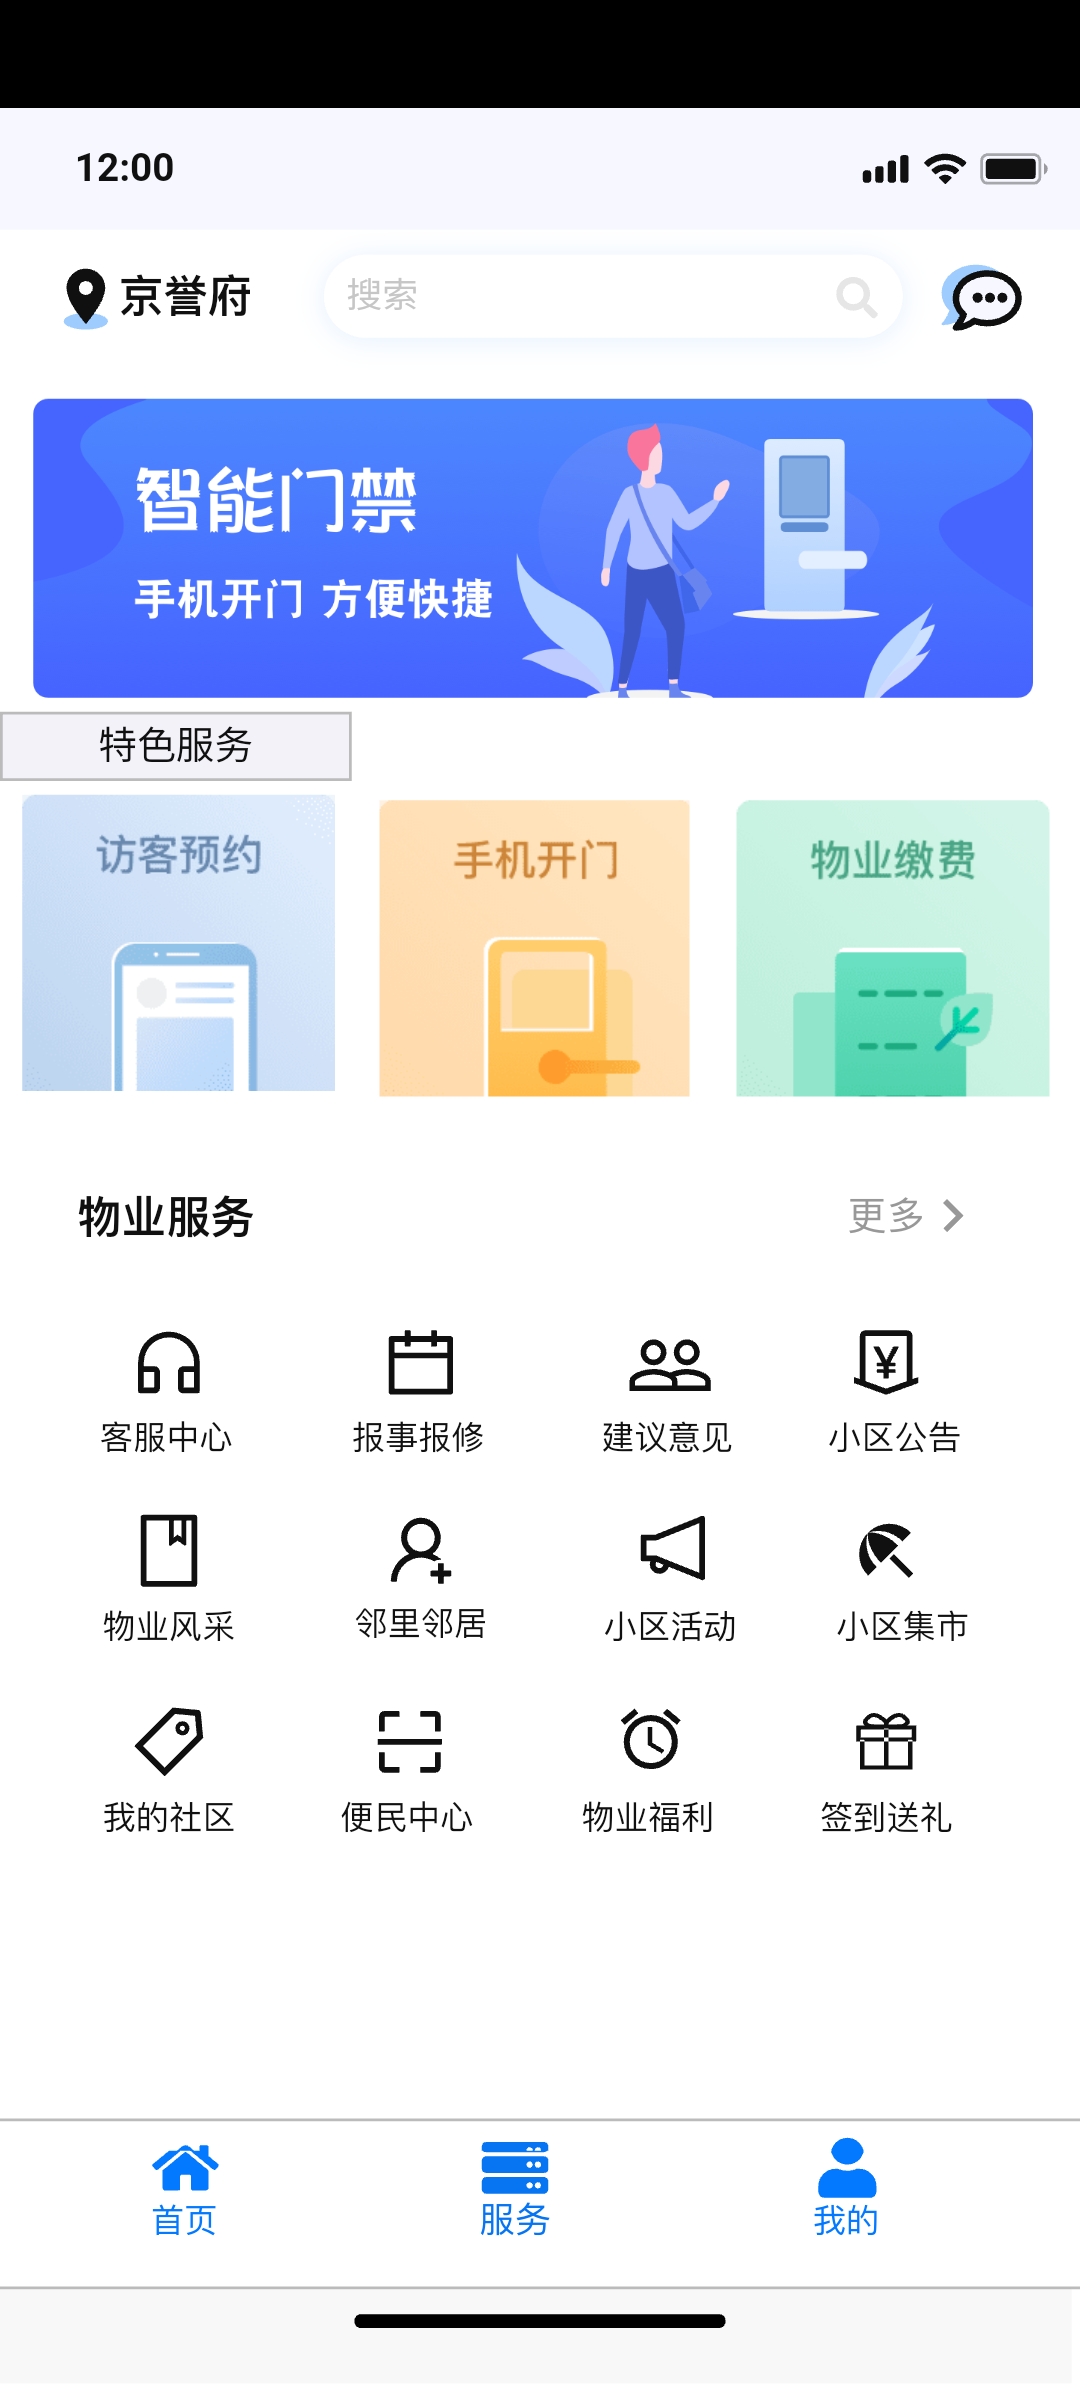 12:00
京誉府
搜索
智能门禁
手机开门 方便快捷
特色服务
访客预约
手机开门
物业缴费
物业服务
更多
客服中心
报事报修
建议意见
小区公告
物业风采
邻里邻居
小区活动
小区集市
我的社区
便民中心
物业福利
签到送礼
首页
服务
我的